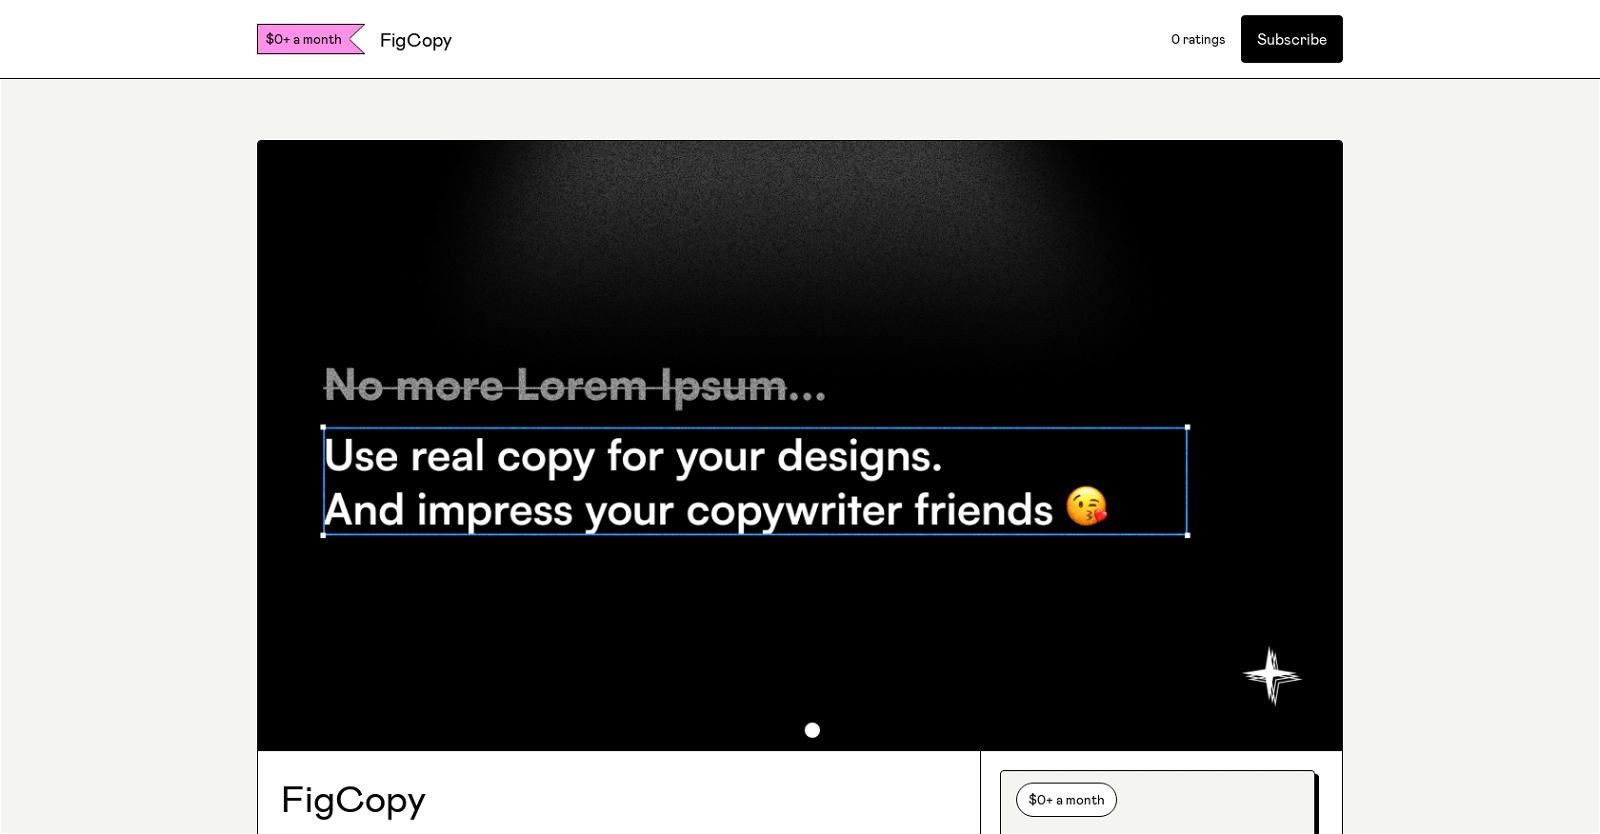 $0+ a month
FigCopy
0 ratings
Subscribe
No more Lorem Ipsum...
Use real copy for your designs.
And impress your copywriter friends 😘
FigCopy
$0+ a month